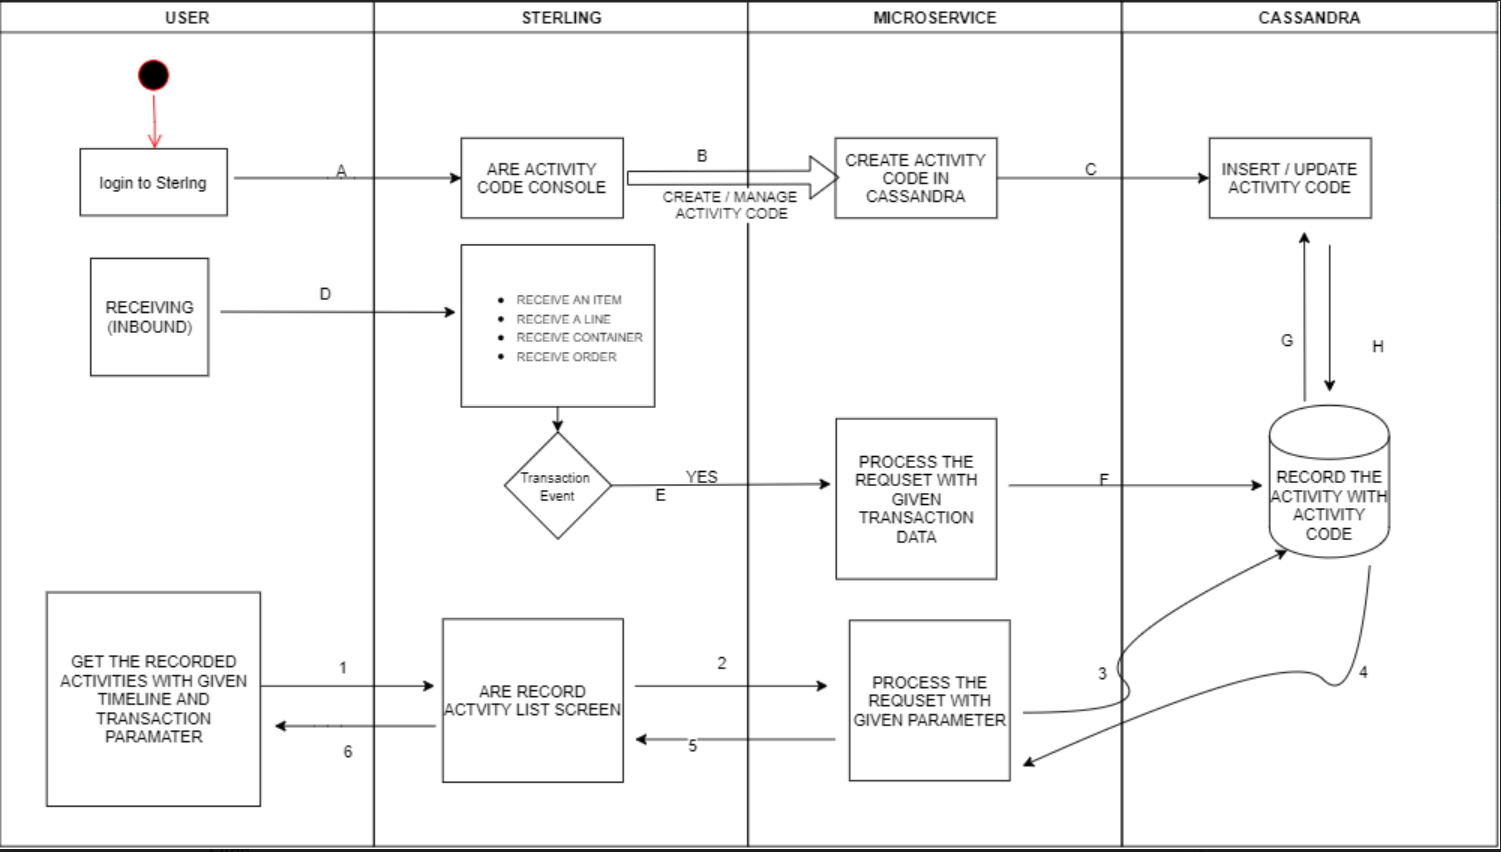 USER
STERLING
MICROSERVICE
CASSANDRA
login to Sterlng
A
ARE ACTIVITY
CODE CONSOLE
B
CREATE / MANAGE
ACTIVITY CODE
CREATE ACTIVITY
CODE IN
CASSANDRA
C
INSERT / UPDATE
ACTIVITY CODE
RECEIVING
(INBOUND)
D
RECEIVE AN ITEM
RECEIVE A LINE
RECEIVE CONTAINER
RECEIVE ORDER
G
H
Transaction
Event
YES
E
PROCESS THE
REQUSET WITH
GIVEN
TRANSACTION
DATA
F
RECORD THE
ACTIVITY WITH
ACTIVITY
CODE
GET THE RECORDED
ACTIVITIES WITH GIVEN
TIMELINE AND
TRANSACTION
PARAMATER
1
6
ARE RECORD
ACTVITY LIST SCREEN
2
5
PROCESS THE
REQUSET WITH
GIVEN PARAMETER
3
4